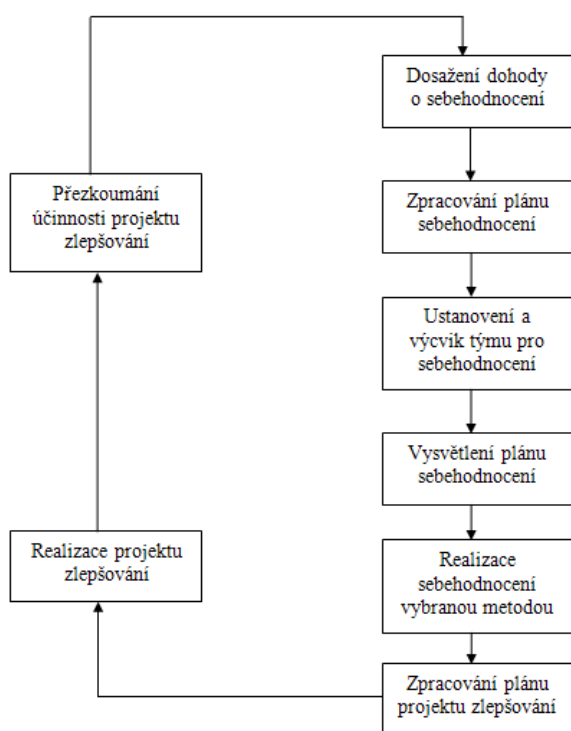 Dosažení dohody
o sebehodnocení
Zpracování plánu
sebehodnocení
Ustanovení a
výcvik týmu pro
sebehodnocení
Vysvětlení plánu
sebehodnocení
Realizace
sebehodnocení
vybranou metodou
Zpracování plánu
projektu zlepšování
Realizace projektu
zlepšování
Přezkoumání
účinnosti projektu
zlepšování